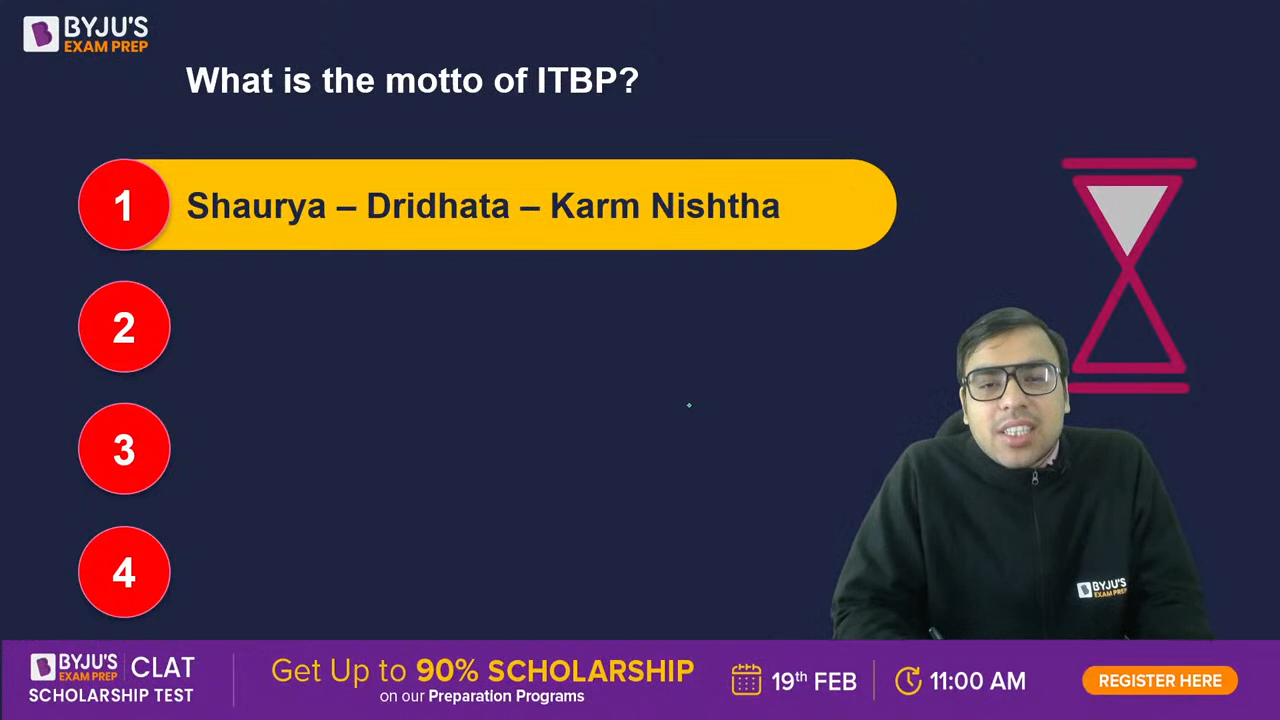 BYJU'S
EXAM PREP
What is the motto of ITBP?
1
Shaurya – Dridhata – Karm Nishtha
2
3
4
BYJU'S
EXAM PREP
BYJU'S
EXAM PREP
CLAT
SCHOLARSHIP TEST
Get Up to 90% SCHOLARSHIP
on our Preparation Programs
19th FEB
11:00 AM
REGISTER HERE